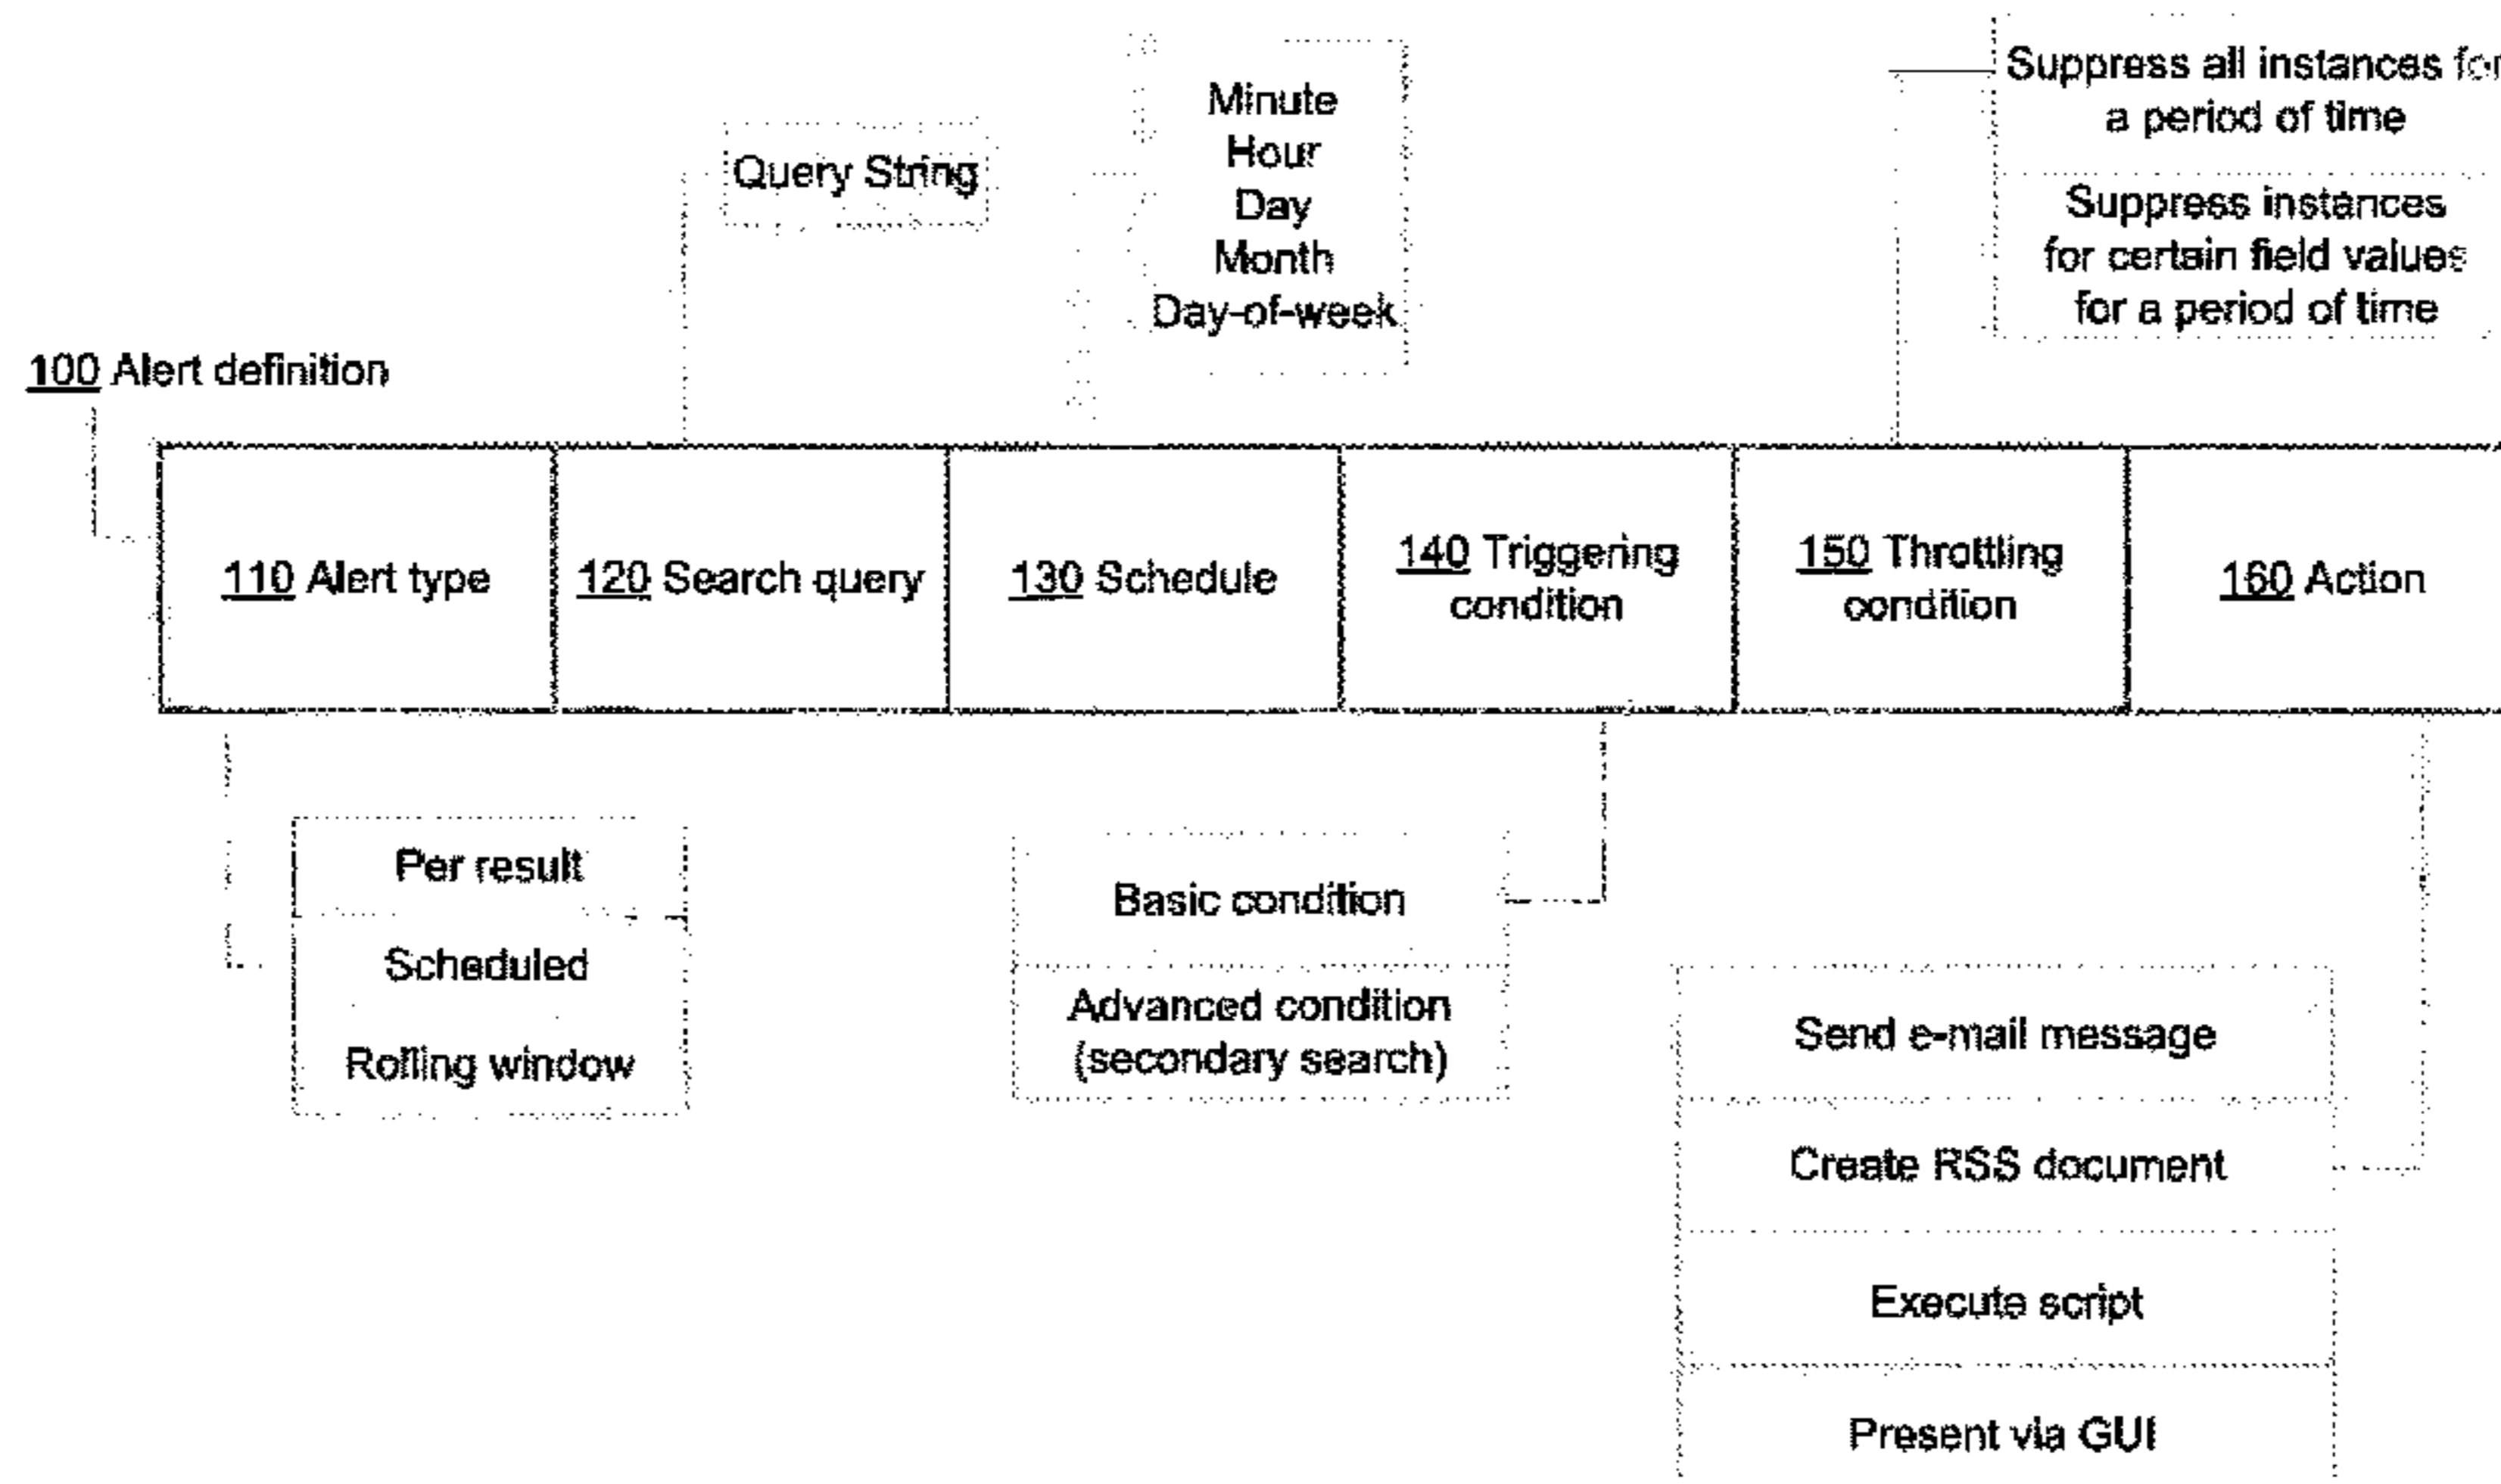 Suppress all instances for
a period of time
Suppress instances
for certain field values
for a period of time
Minute
Hour
Day
Month
Day-of-week
Query String
100 Alert definition
110 Alert type
120 Search query
130 Schedule
140 Triggering
condition
150 Throttling
condition
160 Action
Per result
Scheduled
Rolling window
Basic condition
Advanced condition
(secondary search)
Send e-mail message
Create RSS document
Execute script
Present via GUI